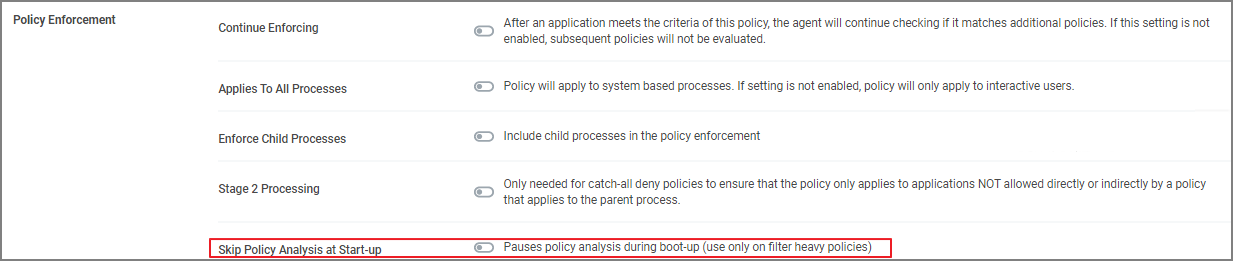 Policy Enforcement
Continue Enforcing
After an application meets the criteria of this policy, the agent will continue checking if it matches additional policies. If this setting is not
enabled, subsequent policies will not be evaluated.
Applies To All Processes
Policy will apply to system based processes. If setting is not enabled, policy will only apply to interactive users.
Enforce Child Processes
Include child processes in the policy enforcement
Stage 2 Processing
Only needed for catch-all deny policies to ensure that the policy only applies to applications NOT allowed directly or indirectly by a policy
that applies to the parent process.
Skip Policy Analysis at Start-up
Pauses policy analysis during boot-up (use only on filter heavy policies)